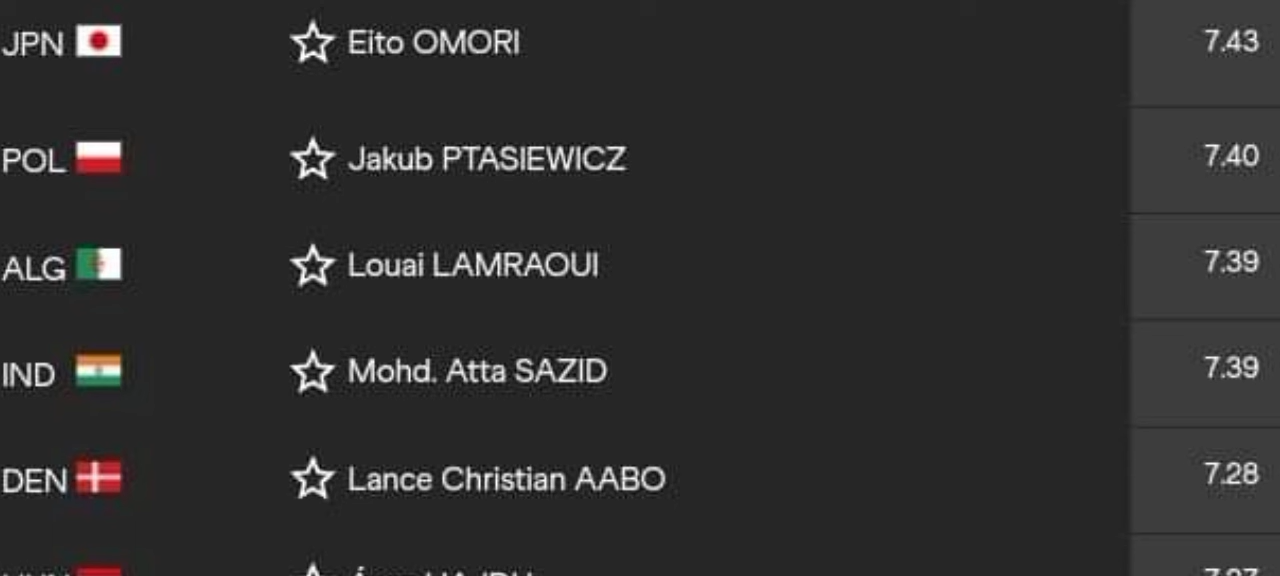 JPN Eito OMORI 7.43
POL Jakub PTASIEWICZ 7.40
ALG Louai LAMRAOUI 7.39
IND Mohd. Atta SAZID 7.39
DEN Lance Christian AABO 7.28